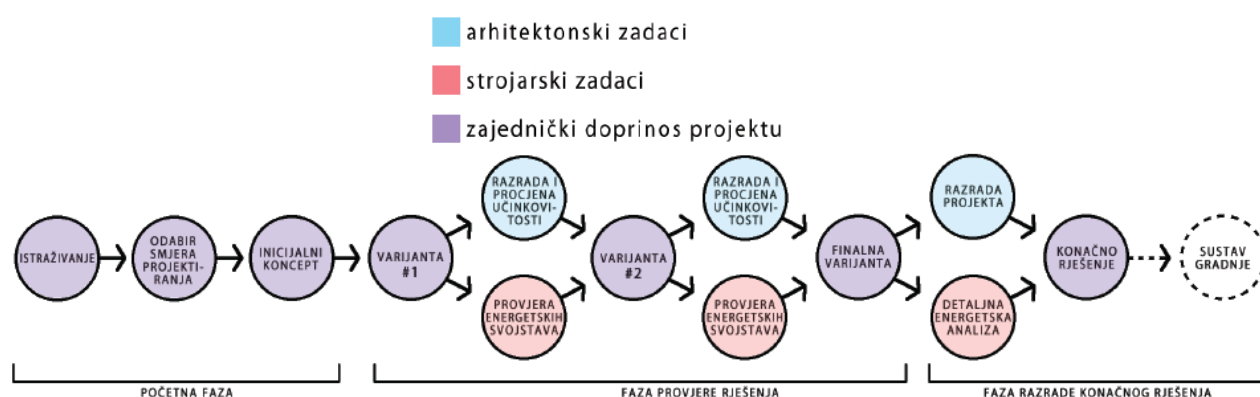 arhitektonski zadaci
strojarski zadaci
zajednički doprinos projektu
ISTRAŽIVANJE
ODABIR
SMJERA
PROJEKTI-
RANJA
INICIJALNI
KONCEPT
VARIJANTA
#1
RAZRADA I
PROCJENA
UČINKOVI-
TOSTI
PROVJERA
ENERGETSKIH
SVOJSTAVA
VARIJANTA
#2
RAZRADA I
PROCJENA
UČINKOVI-
TOSTI
PROVJERA
ENERGETSKIH
SVOJSTAVA
FINALNA
VARIJANTA
RAZRADA
PROJEKTA
DETALJNA
ENERGETSKA
ANALIZA
KONAČNO
RJEŠENJE
SUSTAV
GRADNJE
POČETNA FAZA
FAZA PROVJERE RJEŠENJA
FAZA RAZRADE KONAČNOG RJEŠENJA